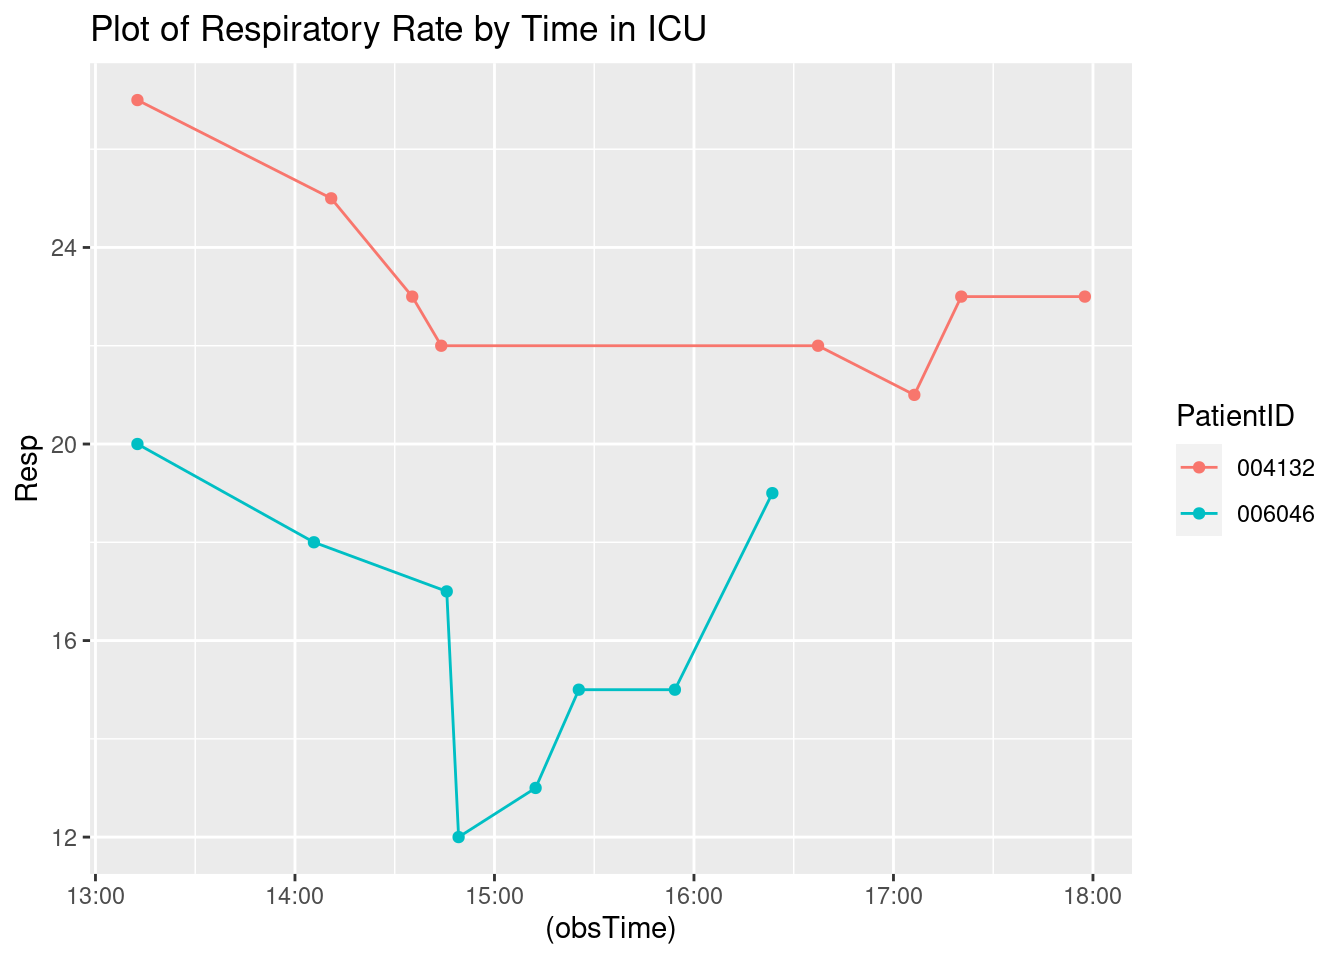 Plot of Respiratory Rate by Time in ICU
Resp
24
20
16
12
13:00 14:00 15:00 16:00 17:00 18:00
(obsTime)
PatientID
004132
006046